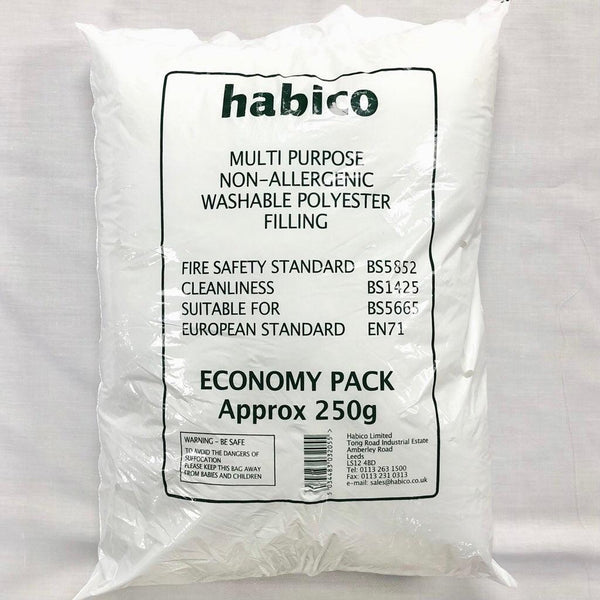 habico
MULTI PURPOSE
NON-ALLERGENIC
WASHABLE POLYESTER
FILLING
FIRE SAFETY STANDARD BS5852
CLEANLINESS BS1425
SUITABLE FOR BS5665
EUROPEAN STANDARD EN71
ECONOMY PACK
Approx 250g
WARNING - BE SAFE
TO AVOID THE DANGERS OF
SUFFOCATION
PLEASE KEEP THIS BAG AWAY
FROM BABIES AND CHILDREN
5 034483 032055 >
Habico Limited
Tong Road Industrial Estate
Amberley Road
Leeds
LS12 4BD
Tel: 0113 263 1500
Fax: 0113 231 0313
e-mail: sales@habico.co.uk